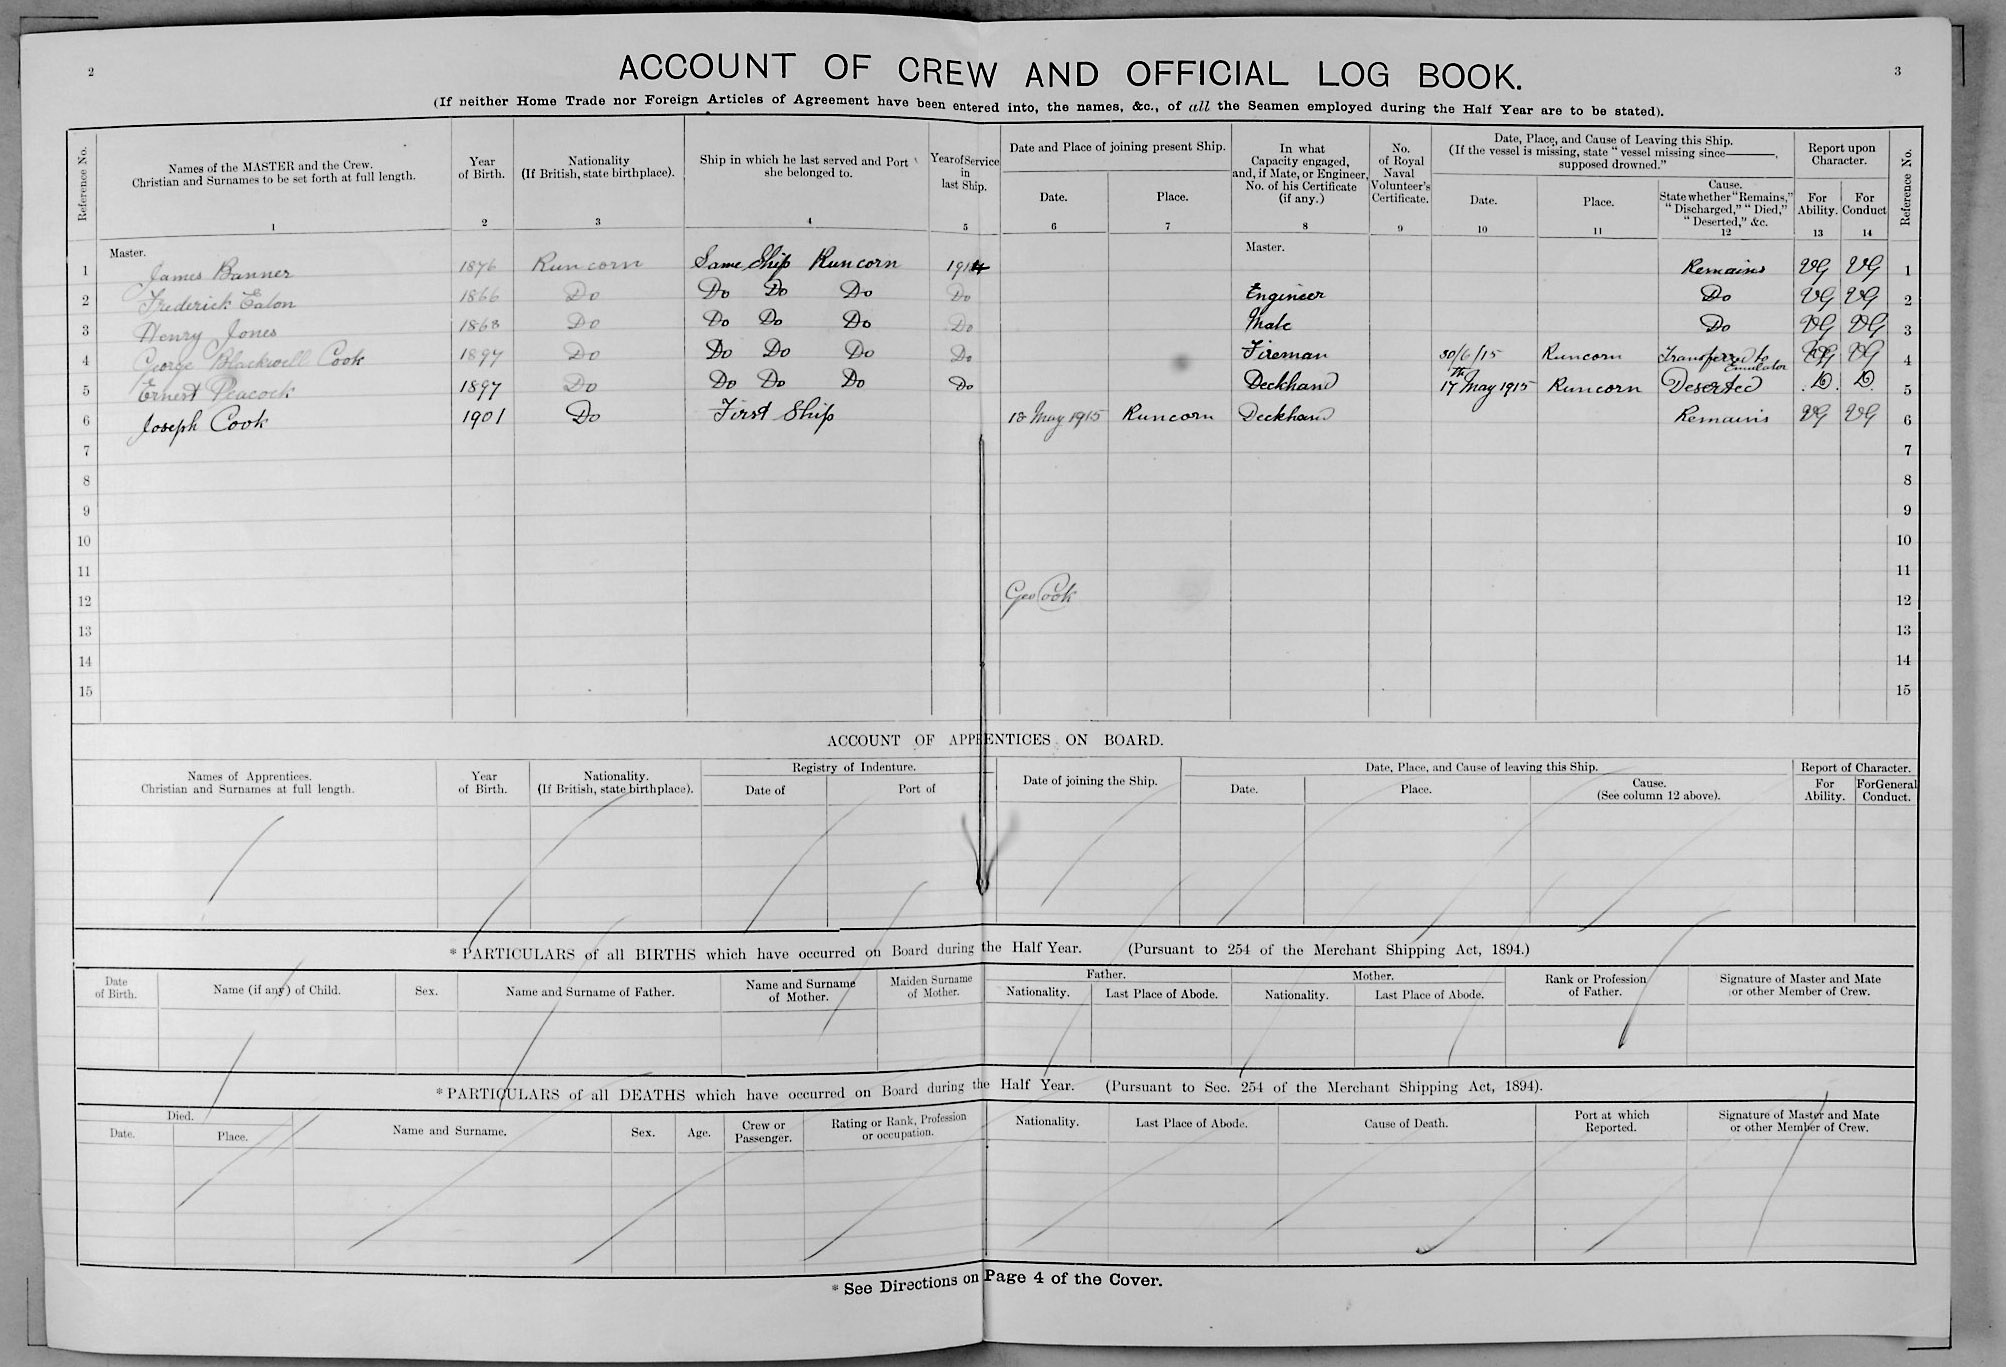 2
3
ACCOUNT OF CREW AND OFFICIAL LOG BOOK.
(If neither Home Trade nor Foreign Articles of Agreement have been entered into, the names, &c., of all the Seamen employed during the Half Year are to be stated).
Reference No.
Names of the MASTER and the Crew.
Christian and Surnames to be set forth at full length.
1
Year
of Birth.
2
Nationality
(If British, state birthplace).
3
Ship in which he last served and Port
she belonged to.
4
Year of Service
in
last Ship.
5
Date and Place of joining present Ship.
Date.
6
Place.
7
In what
Capacity engaged,
and, if Mate, or Engineer,
No. of his Certificate
(if any.)
8
No.
of Royal
Naval
Volunteer's
Certificate.
9
Date, Place, and Cause of Leaving this Ship.
(If the vessel is missing, state "vessel missing since ———,
supposed drowned."
Date.
10
Place.
11
Cause.
State whether "Remains,"
"Discharged," "Died,"
"Deserted," &c.
12
Report upon
Character.
For
Ability.
13
For
Conduct
14
Reference No.
Master. Master.
1 James Banner 1876 Runcorn Same Ship Runcorn 1914 Remains VG VG 1
2 Frederick Eaton 1866 Do Do Do Do Do Engineer Do VG VG 2
3 Henry Jones 1868 Do Do Do Do Do Mate Do VG VG 3
4 George Blackwell Cook 1897 Do Do Do Do Do Fireman 30/6/15 Runcorn Transferred to Emulator VG VG 4
5 Ernest Peacock 1897 Do Do Do Do Do Deckhand 17th May 1915 Runcorn Deserted D. D. 5
6 Joseph Cook 1901 Do First Ship 18 May 1915 Runcorn Deckhand Remains VG VG 6
7 7
8 8
9 9
10 10
11 11
12 Geo Cook 12
13 13
14 14
15 15
ACCOUNT OF APPRENTICES ON BOARD.
Names of Apprentices.
Christian and Surnames at full length.
Year
of Birth.
Nationality.
(If British, state birthplace).
Registry of Indenture.
Date of
Port of
Date of joining the Ship.
Date, Place, and Cause of leaving this Ship.
Date.
Place.
Cause.
(See column 12 above).
Report of Character.
For
Ability.
For General
Conduct.
* PARTICULARS of all BIRTHS which have occurred on Board during the Half Year. (Pursuant to 254 of the Merchant Shipping Act, 1894.)
Date
of Birth.
Name (if any) of Child.
Sex.
Name and Surname of Father.
Name and Surname
of Mother.
Maiden Surname
of Mother.
Father.
Nationality.
Last Place of Abode.
Mother.
Nationality.
Last Place of Abode.
Rank or Profession
of Father.
Signature of Master and Mate
or other Member of Crew.
* PARTICULARS of all DEATHS which have occurred on Board during the Half Year. (Pursuant to Sec. 254 of the Merchant Shipping Act, 1894).
Died.
Date.
Place.
Name and Surname.
Sex.
Age.
Crew or
Passenger.
Rating or Rank, Profession
or occupation.
Nationality.
Last Place of Abode.
Cause of Death.
Port at which
Reported.
Signature of Master and Mate
or other Member of Crew.
* See Directions on Page 4 of the Cover.